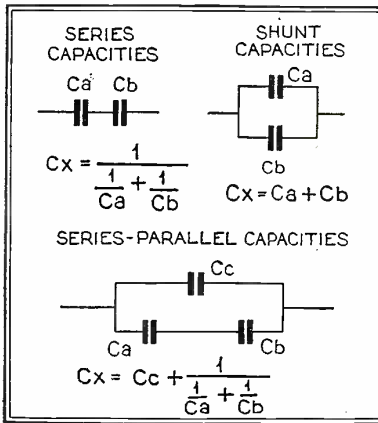 SERIES
CAPACITIES
Ca Cb
Cx = 1 / (1/Ca + 1/Cb)
SHUNT
CAPACITIES
Ca
Cb
Cx = Ca + Cb
SERIES-PARALLEL CAPACITIES
Cc
Ca Cb
Cx = Cc + 1 / (1/Ca + 1/Cb)